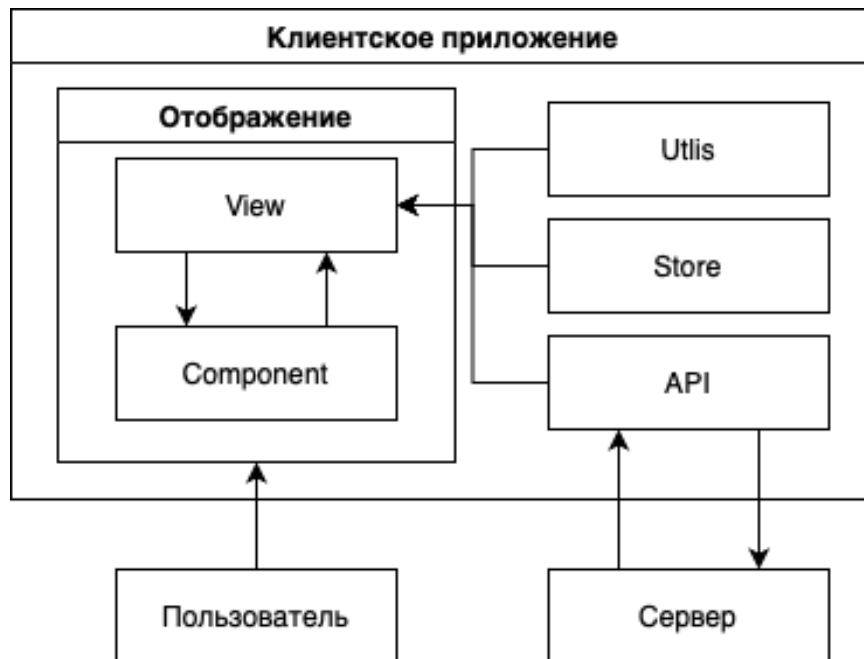 Клиентское приложение
Отображение
View
Component
Utlis
Store
API
Пользователь
Сервер